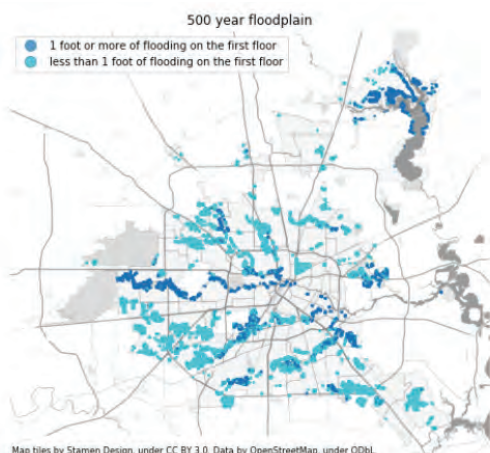 500 year floodplain
1 foot or more of flooding on the first floor
less than 1 foot of flooding on the first floor
Map tiles by Stamen Design, under CC BY 3.0. Data by OpenStreetMap, under ODbL.